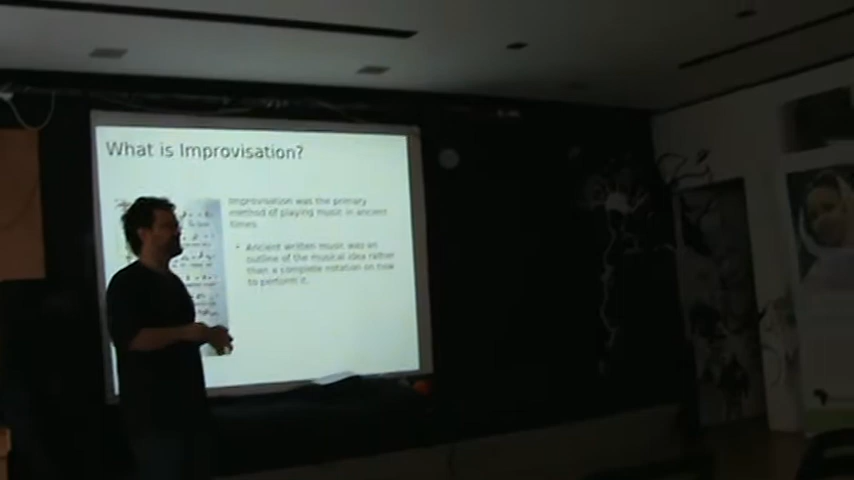 What is Improvisation?
Improvisation was the primary
method of playing music in ancient
times.
• Ancient written music was an
outline of the musical idea rather
than a complete notation on how
to perform it.